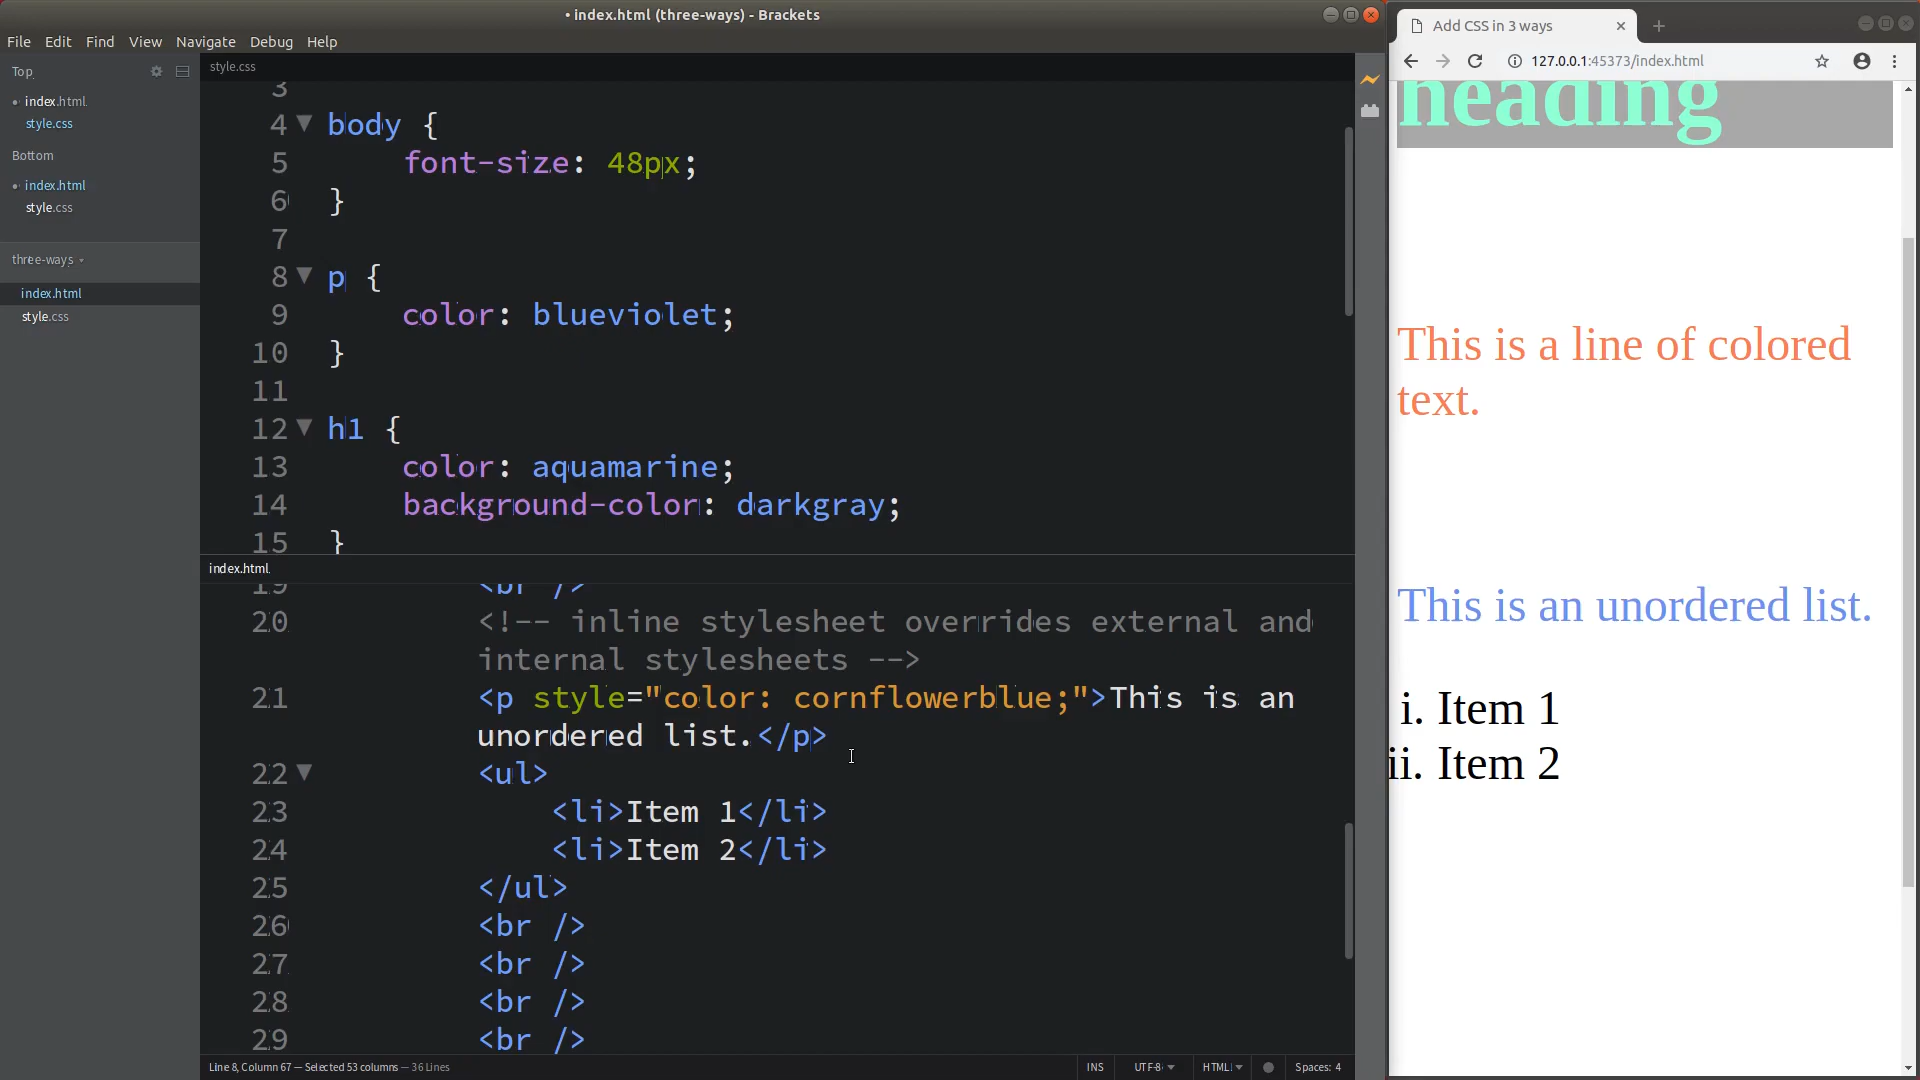 • index.html (three-ways) - Brackets
File Edit Find View Navigate Debug Help
Top
• index.html
style.css
Bottom
• index.html
style.css
three-ways
index.html
style.css
style.css
3
4 body {
5 font-size: 48px;
6 }
7
8 p {
9 color: blueviolet;
10 }
11
12 h1 {
13 color: aquamarine;
14 background-color: darkgray;
15 }
index.html
19 <br />
20 <!-- inline stylesheet overrides external and
internal stylesheets -->
21 <p style="color: cornflowerblue;">This is an
unordered list.</p>
22 <ul>
23 <li>Item 1</li>
24 <li>Item 2</li>
25 </ul>
26 <br />
27 <br />
28 <br />
29 <br />
Line 8, Column 67 — Selected 53 columns — 36 Lines
INS UTF-8 HTML Spaces: 4
Add CSS in 3 ways
127.0.0.1:45373/index.html
heading
This is a line of colored
text.
This is an unordered list.
i. Item 1
ii. Item 2